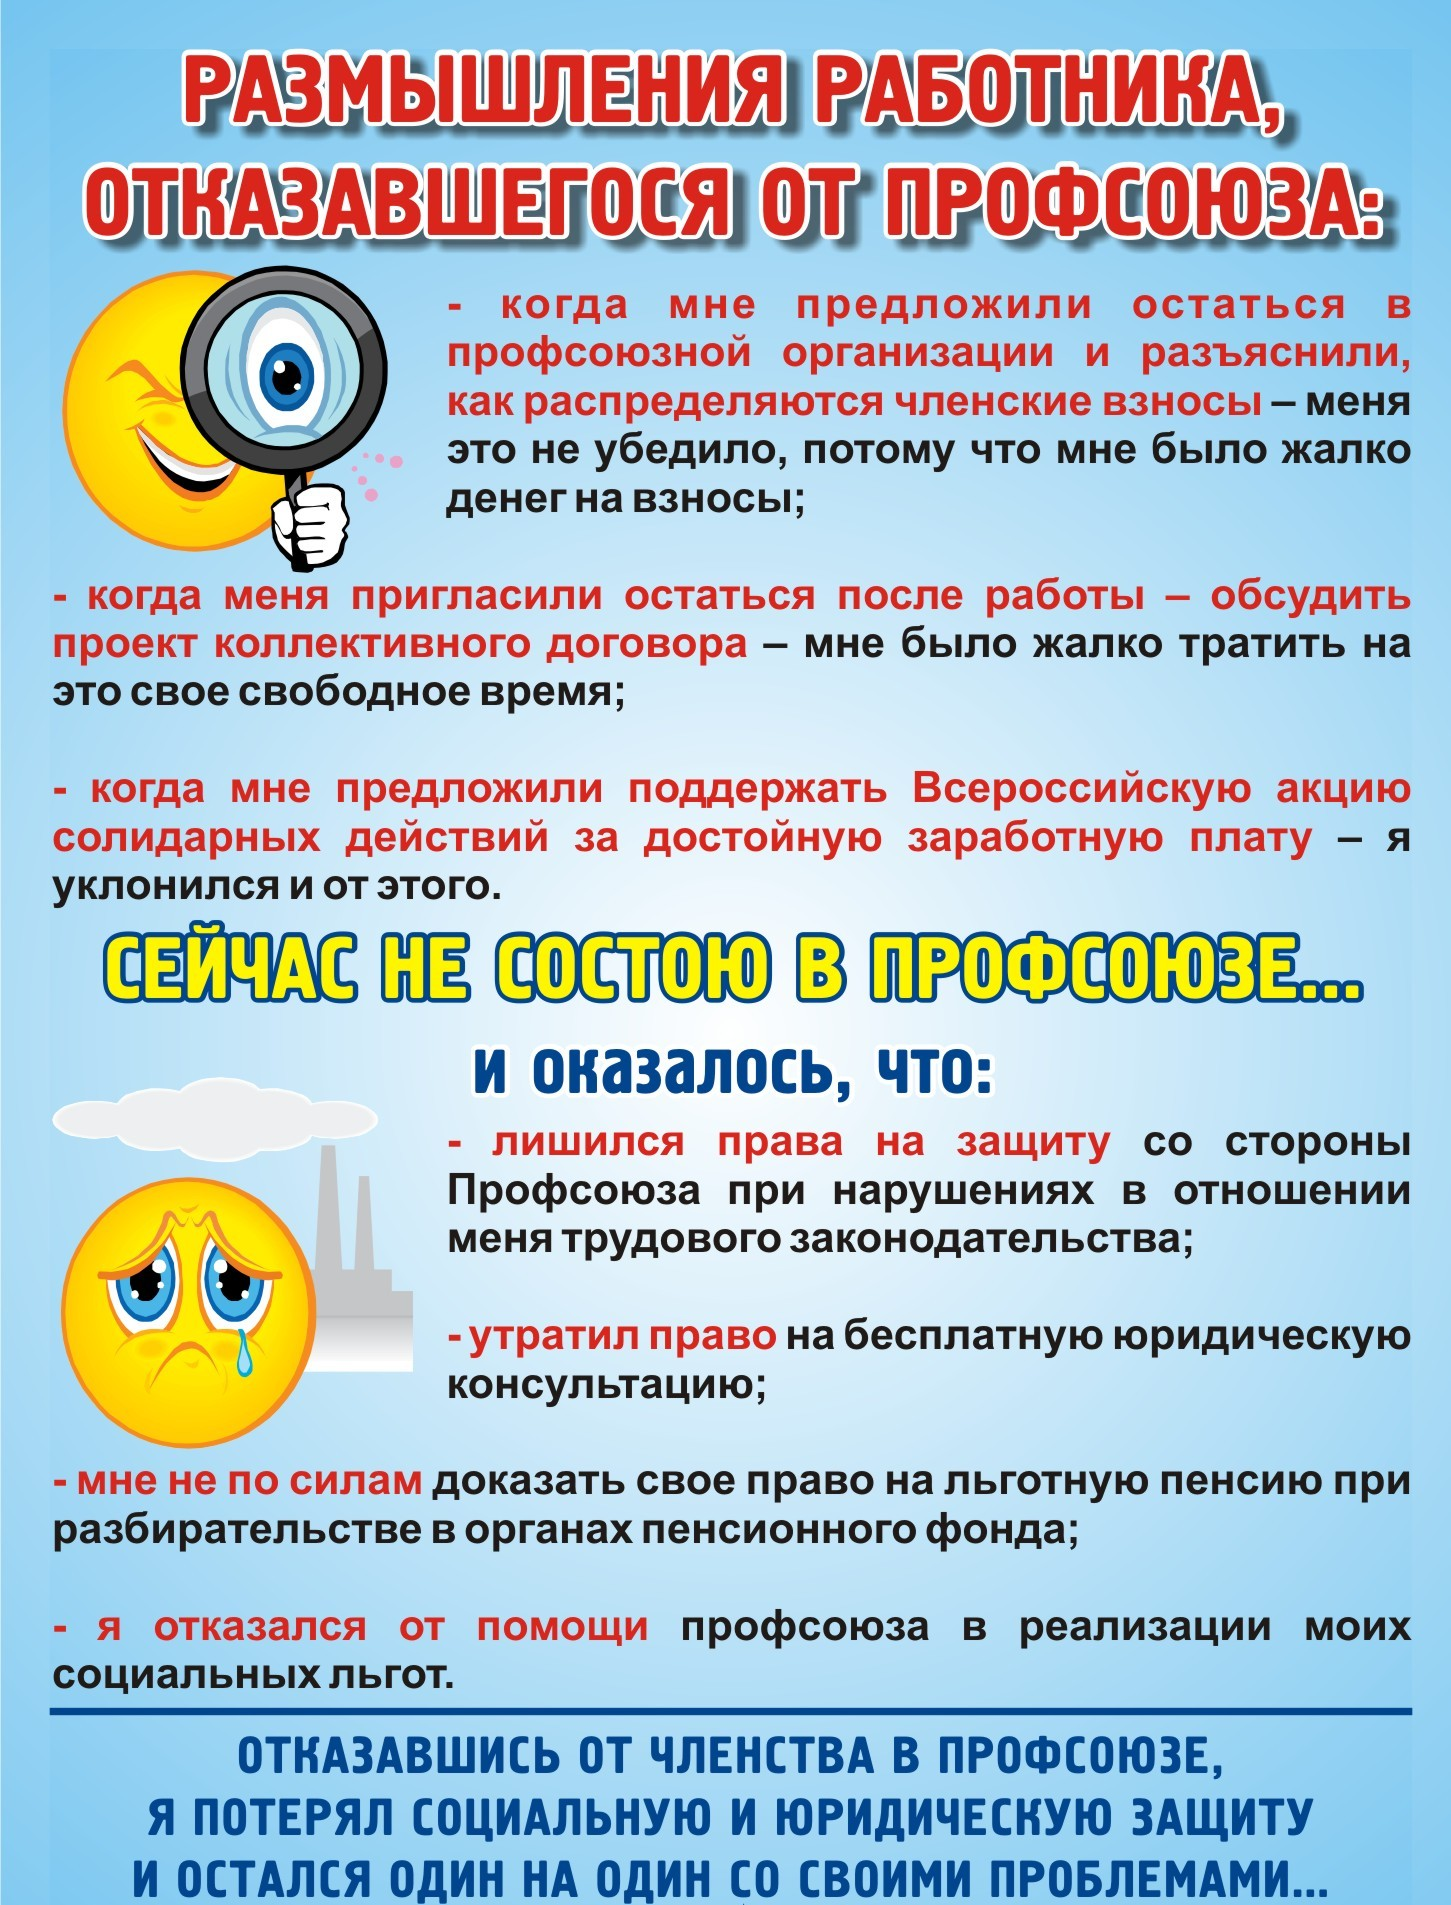 РАЗМЫШЛЕНИЯ РАБОТНИКА,
ОТКАЗАВШЕГОСЯ ОТ ПРОФСОЮЗА:
- когда мне предложили остаться в
профсоюзной организации и разъяснили,
как распределяются членские взносы – меня
это не убедило, потому что мне было жалко
денег на взносы;
- когда меня пригласили остаться после работы – обсудить
проект коллективного договора – мне было жалко тратить на
это свое свободное время;
- когда мне предложили поддержать Всероссийскую акцию
солидарных действий за достойную заработную плату – я
уклонился и от этого.
СЕЙЧАС НЕ СОСТОЮ В ПРОФСОЮЗЕ...
и оказалось, что:
- лишился права на защиту со стороны
Профсоюза при нарушениях в отношении
меня трудового законодательства;
- утратил право на бесплатную юридическую
консультацию;
- мне не по силам доказать свое право на льготную пенсию при
разбирательстве в органах пенсионного фонда;
- я отказался от помощи профсоюза в реализации моих
социальных льгот.
ОТКАЗАВШИСЬ ОТ ЧЛЕНСТВА В ПРОФСОЮЗЕ,
Я ПОТЕРЯЛ СОЦИАЛЬНУЮ И ЮРИДИЧЕСКУЮ ЗАЩИТУ
И ОСТАЛСЯ ОДИН НА ОДИН СО СВОИМИ ПРОБЛЕМАМИ...